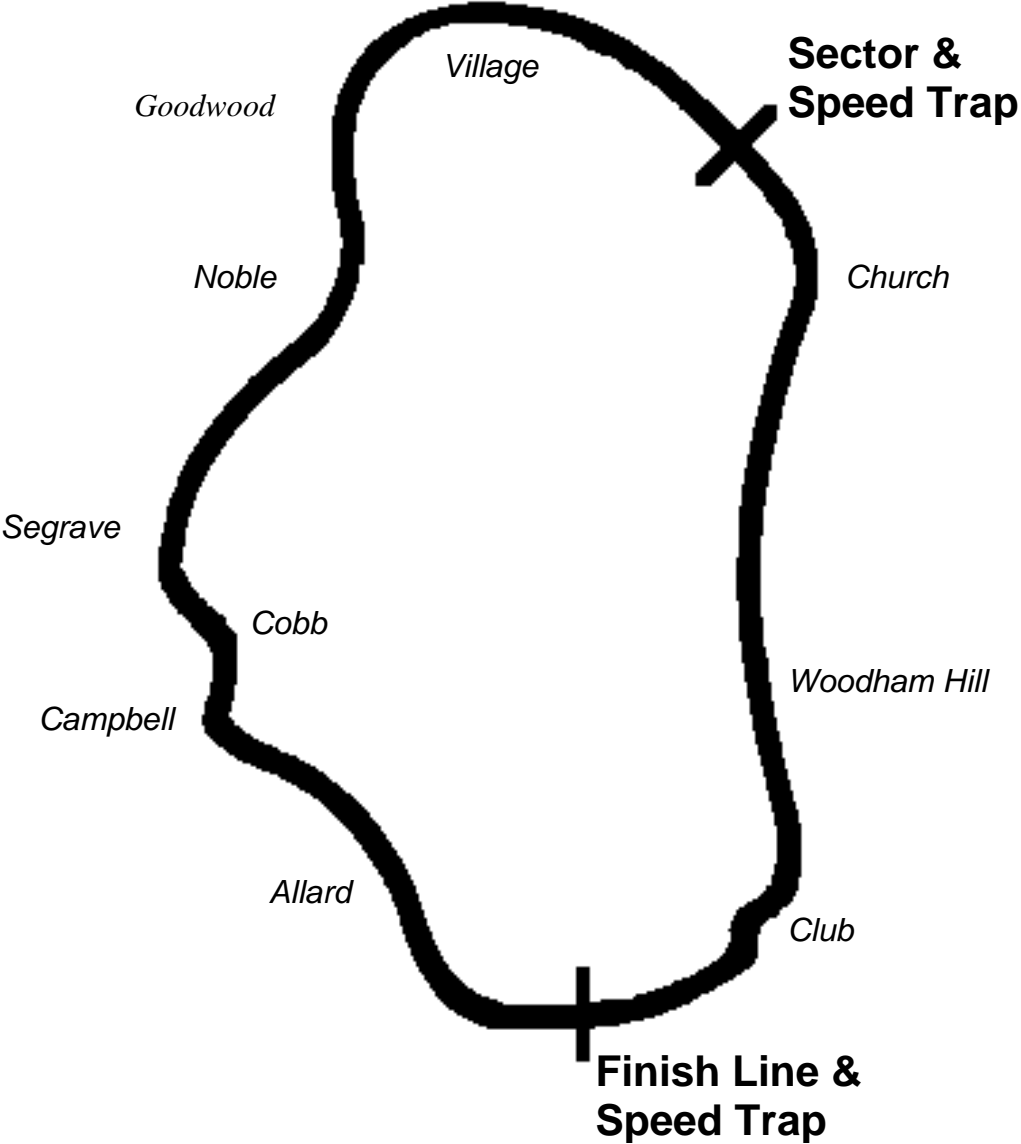 Sector &
Speed Trap
Village
Goodwood
Noble
Church
Segrave
Cobb
Woodham Hill
Campbell
Allard
Club
Finish Line &
Speed Trap